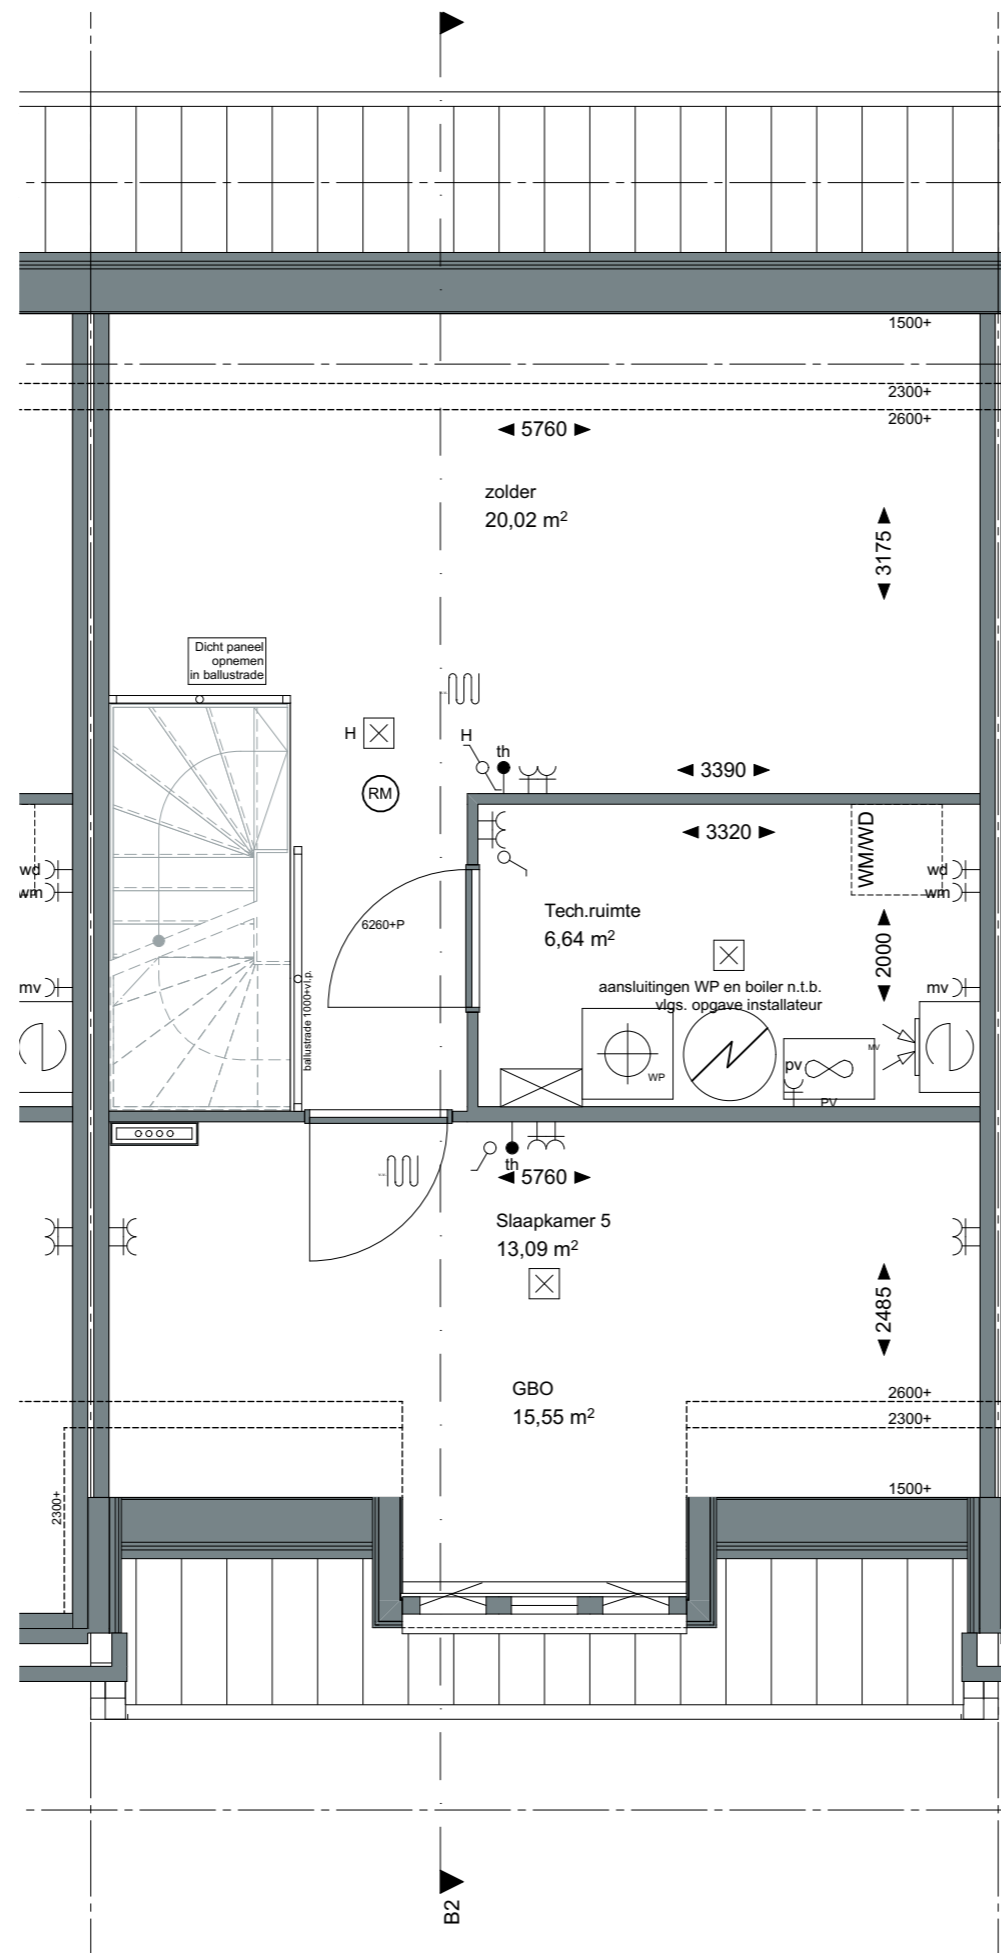 1500+
2300+
2600+
5760
zolder
20,02 m²
3175
Dicht paneel
opnemen
in ballustrade
H
H
th
RM
3390
3320
WM/WD
wd
wm
wd
wm
6260+P
Tech.ruimte
6,64 m²
2000
mv
mv
aansluitingen WP en boiler n.t.b.
vlgs. opgave installateur
ballustrade 1000+v.l.p.
WP
pv
MV
PV
th
5760
Slaapkamer 5
13,09 m²
2485
GBO
15,55 m²
2600+
2300+
1500+
2300+
B2